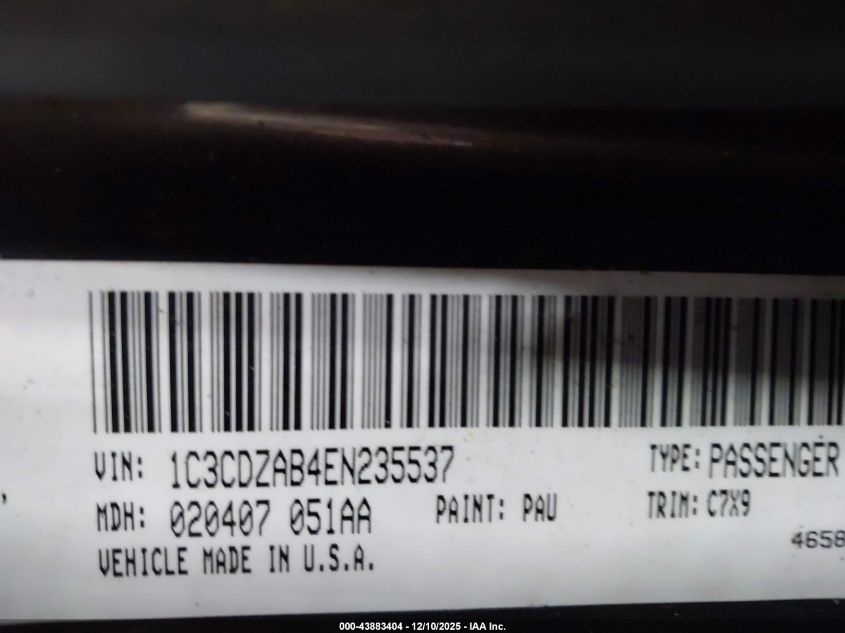 VIN: 1C3CDZAB4EN235537
TYPE: PASSENGER
MDH: 020407 051AA
PAINT: PAU
TRIM: C7X9
4658
VEHICLE MADE IN U.S.A.
000-43883404 - 12/10/2025 - IAA Inc.